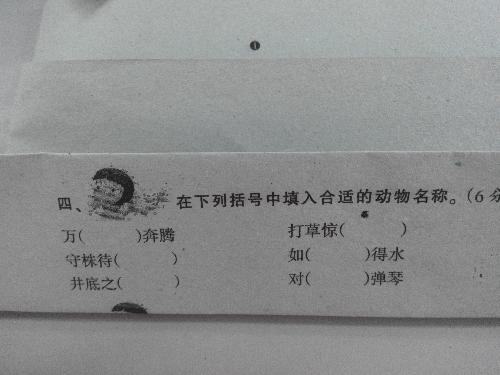 四、 在下列括号中填入合适的动物名称。(6分
万(  )奔腾 打草惊(  )
守株待(  ) 如(  )得水
井底之(  ) 对(  )弹琴